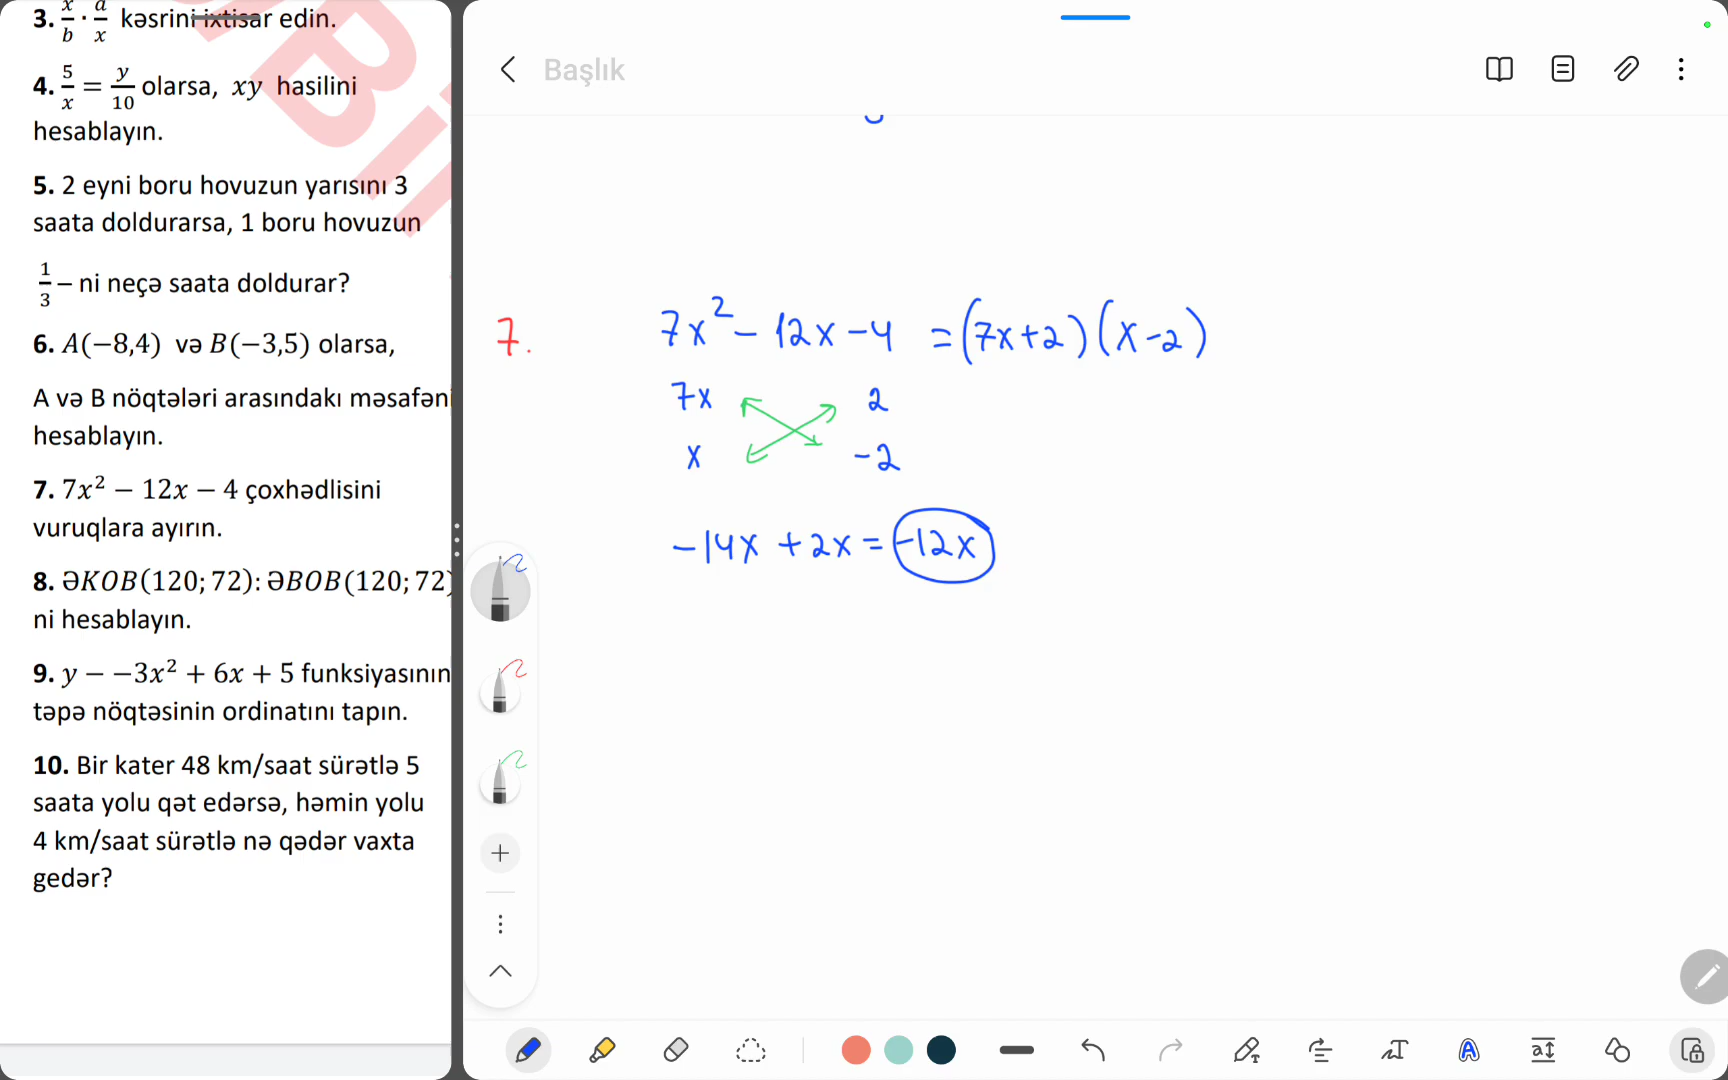 3. x/b · a/x kəsrini ixtisar edin.
4. 5/x = y/10 olarsa, xy hasilini
hesablayın.
5. 2 eyni boru hovuzun yarısını 3
saata doldurarsa, 1 boru hovuzun
1/3 – ni neçə saata doldurar?
6. A(−8,4) və B(−3,5) olarsa,
A və B nöqtələri arasındakı məsafəni
hesablayın.
7. 7x² − 12x − 4 çoxhədlisini
vuruqlara ayırın.
8. ƏKOB(120; 72): ƏBOB(120; 72)
ni hesablayın.
9. y − −3x² + 6x + 5 funksiyasının
təpə nöqtəsinin ordinatını tapın.
10. Bir kater 48 km/saat sürətlə 5
saata yolu qət edərsə, həmin yolu
4 km/saat sürətlə nə qədər vaxta
gedər?
Başlık
7. 7x² − 12x − 4 = (7x+2)(x−2)
7x 2
x −2
−14x + 2x = −12x